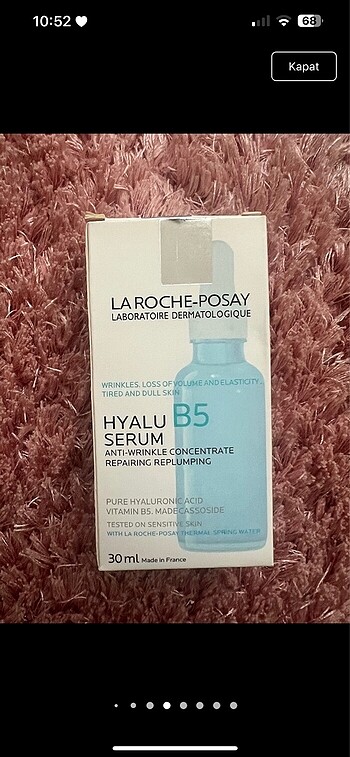 10:52
68
Kapat
LA ROCHE-POSAY
LABORATOIRE DERMATOLOGIQUE
WRINKLES. LOSS OF VOLUME AND ELASTICITY.
TIRED AND DULL SKIN
HYALU B5
SERUM
ANTI-WRINKLE CONCENTRATE
REPAIRING REPLUMPING
PURE HYALURONIC ACID
VITAMIN B5. MADECASSOSIDE
TESTED ON SENSITIVE SKIN
WITH LA ROCHE-POSAY THERMAL SPRING WATER
30 ml Made in France